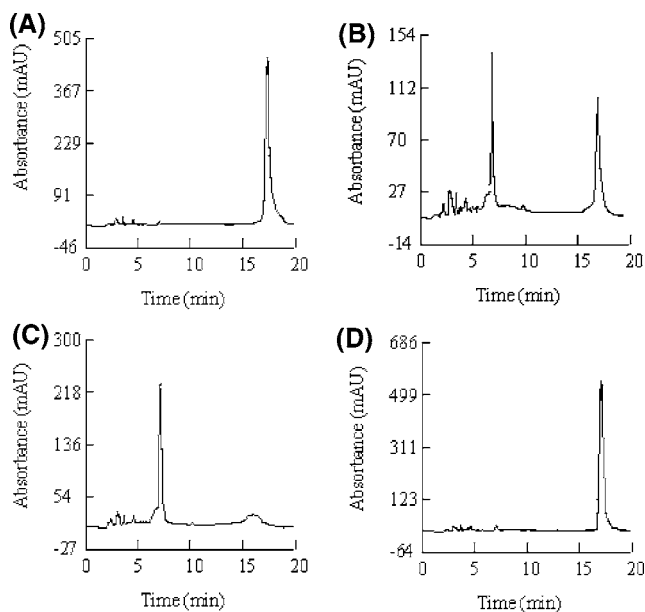 (A)
Absorbance (mAU)
505
367
229
91
-46
0 5 10 15 20
Time (min)
(B)
Absorbance (mAU)
154
112
70
27
-14
0 5 10 15 20
Time (min)
(C)
Absorbance (mAU)
300
218
136
54
-27
0 5 10 15 20
Time (min)
(D)
Absorbance (mAU)
686
499
311
123
-64
0 5 10 15 20
Time (min)